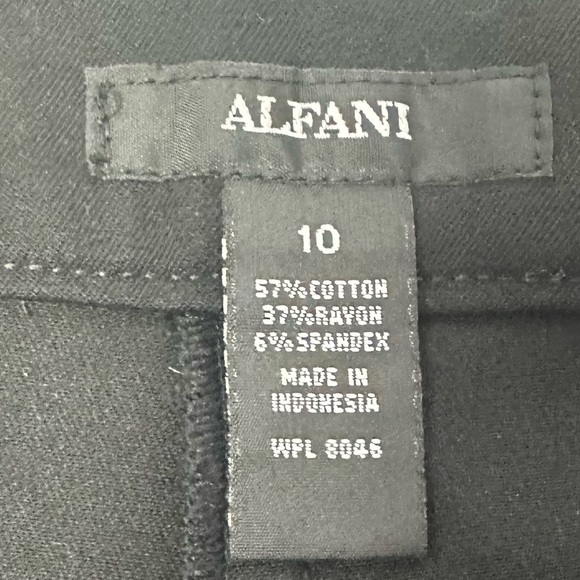 ALFANI
10
57%COTTON
37%RAYON
6%SPANDEX
MADE IN
INDONESIA
WPL 8046